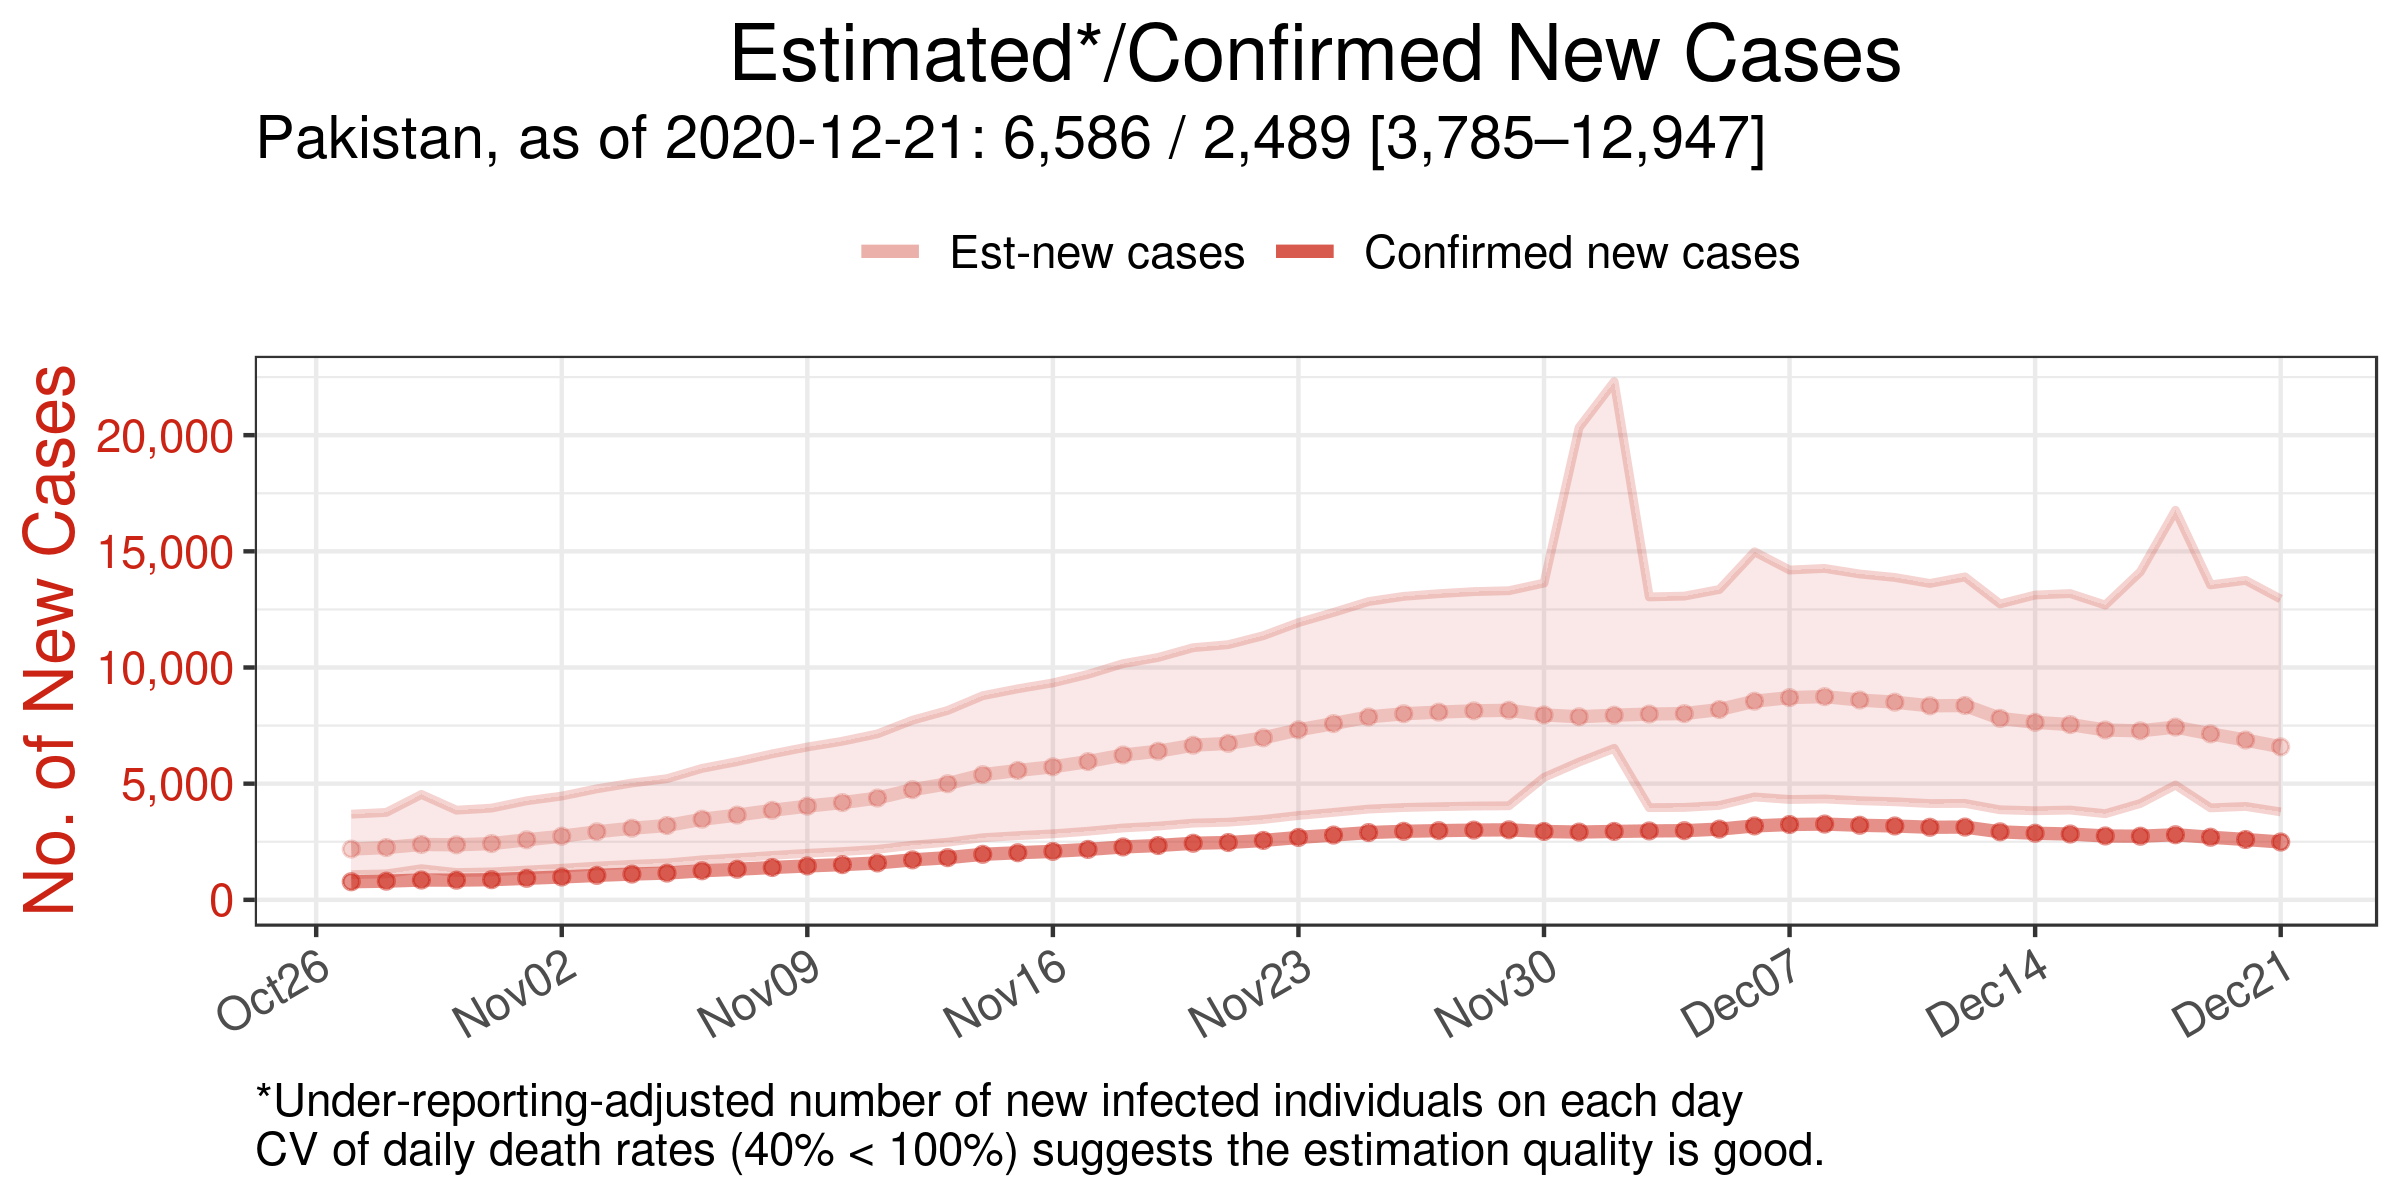 Estimated*/Confirmed New Cases
Pakistan, as of 2020-12-21: 6,586 / 2,489 [3,785–12,947]
Est-new cases Confirmed new cases
No. of New Cases
20,000
15,000
10,000
5,000
0
Oct26 Nov02 Nov09 Nov16 Nov23 Nov30 Dec07 Dec14 Dec21
*Under-reporting-adjusted number of new infected individuals on each day
CV of daily death rates (40% < 100%) suggests the estimation quality is good.